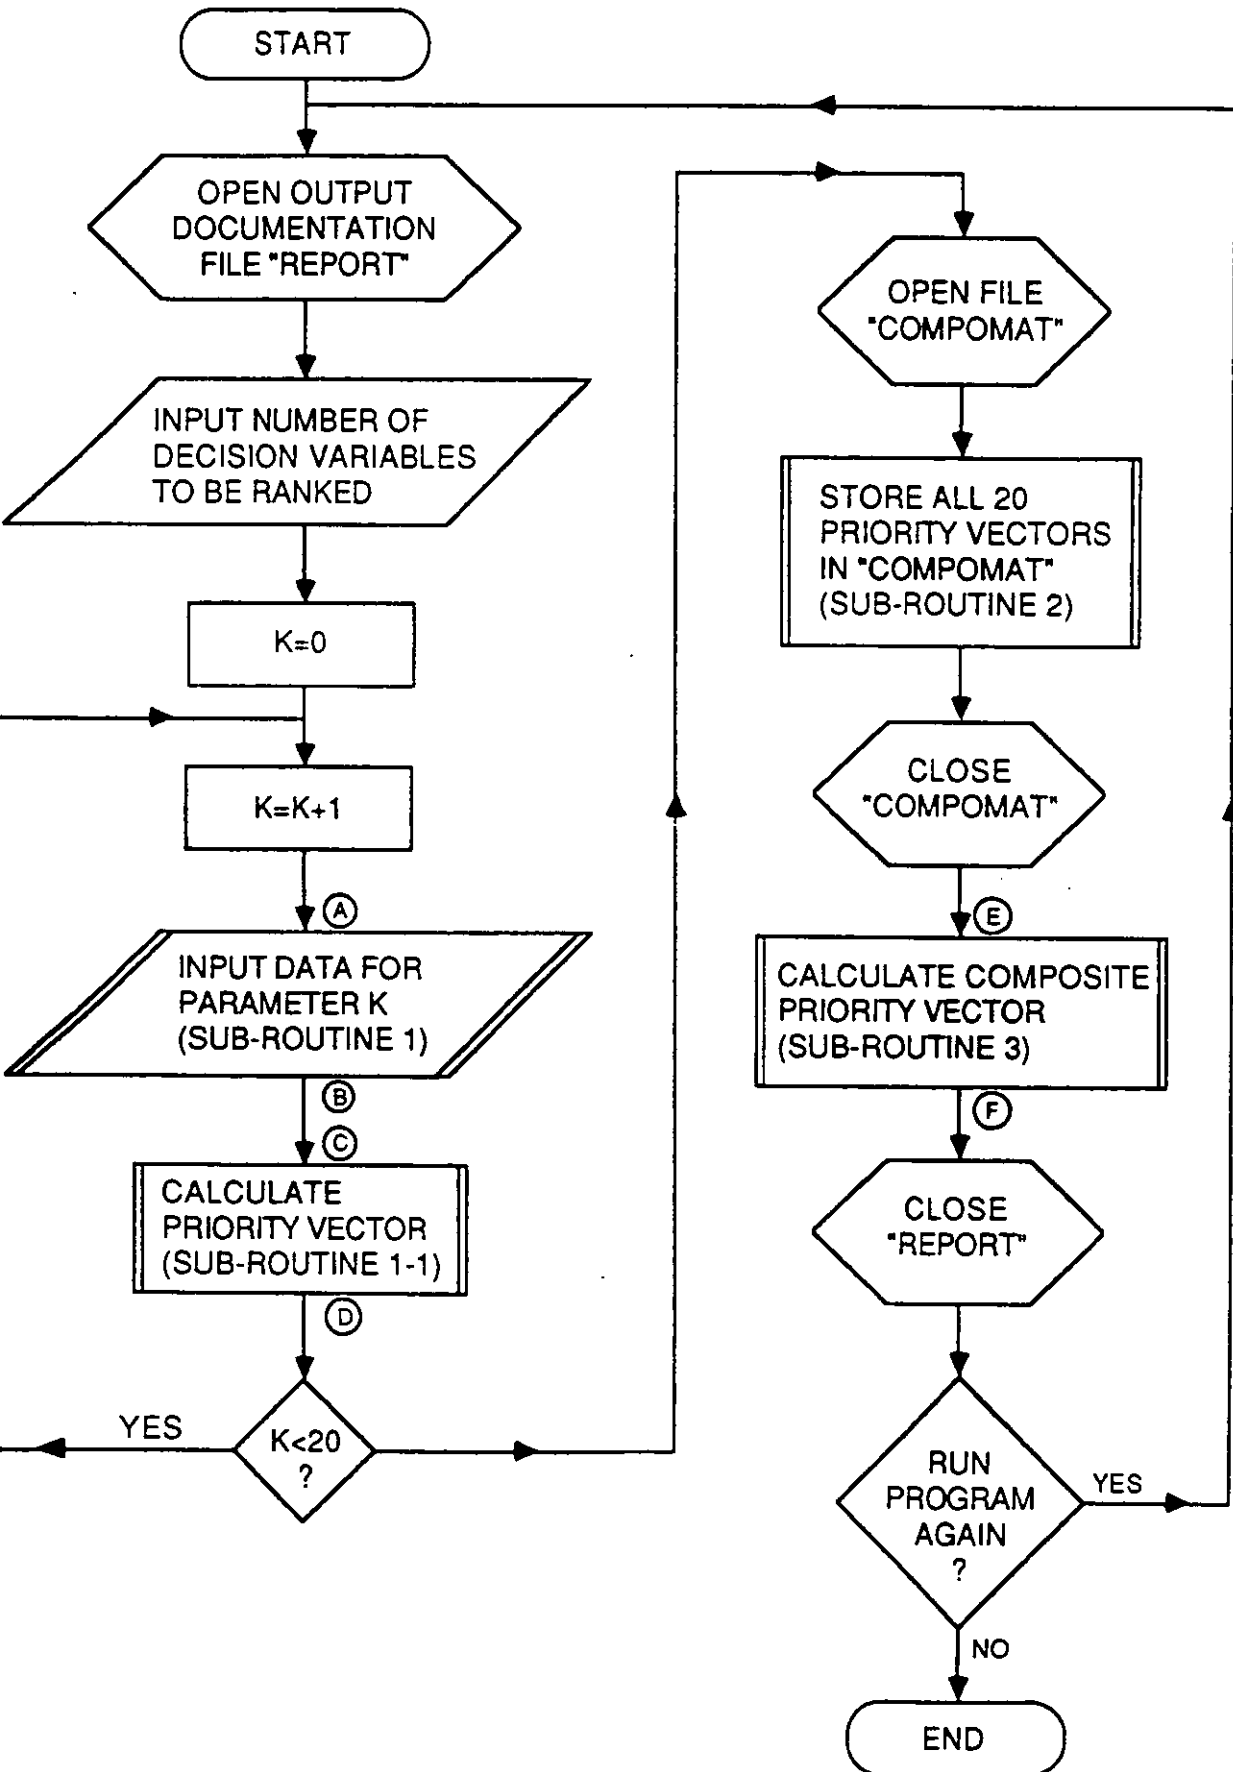 START
OPEN OUTPUT
DOCUMENTATION
FILE "REPORT"
INPUT NUMBER OF
DECISION VARIABLES
TO BE RANKED
K=0
K=K+1
A
INPUT DATA FOR
PARAMETER K
(SUB-ROUTINE 1)
B
C
CALCULATE
PRIORITY VECTOR
(SUB-ROUTINE 1-1)
D
YES
K<20
?
OPEN FILE
"COMPOMAT"
STORE ALL 20
PRIORITY VECTORS
IN "COMPOMAT"
(SUB-ROUTINE 2)
CLOSE
"COMPOMAT"
E
CALCULATE COMPOSITE
PRIORITY VECTOR
(SUB-ROUTINE 3)
F
CLOSE
"REPORT"
RUN
PROGRAM
AGAIN
?
YES
NO
END